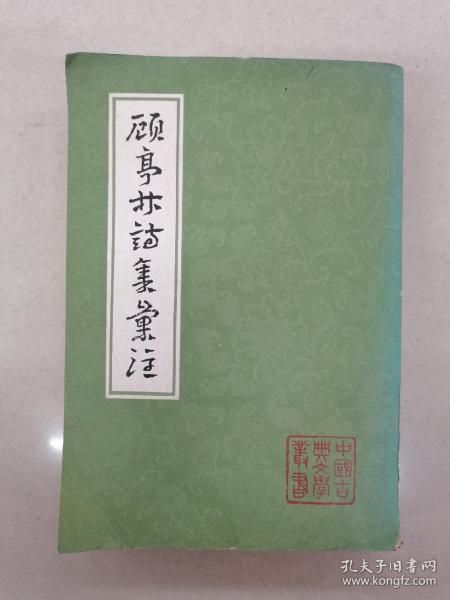 顾亭林诗集汇注
中國古
典文學
叢書
孔夫子旧书网
www.kongfz.com